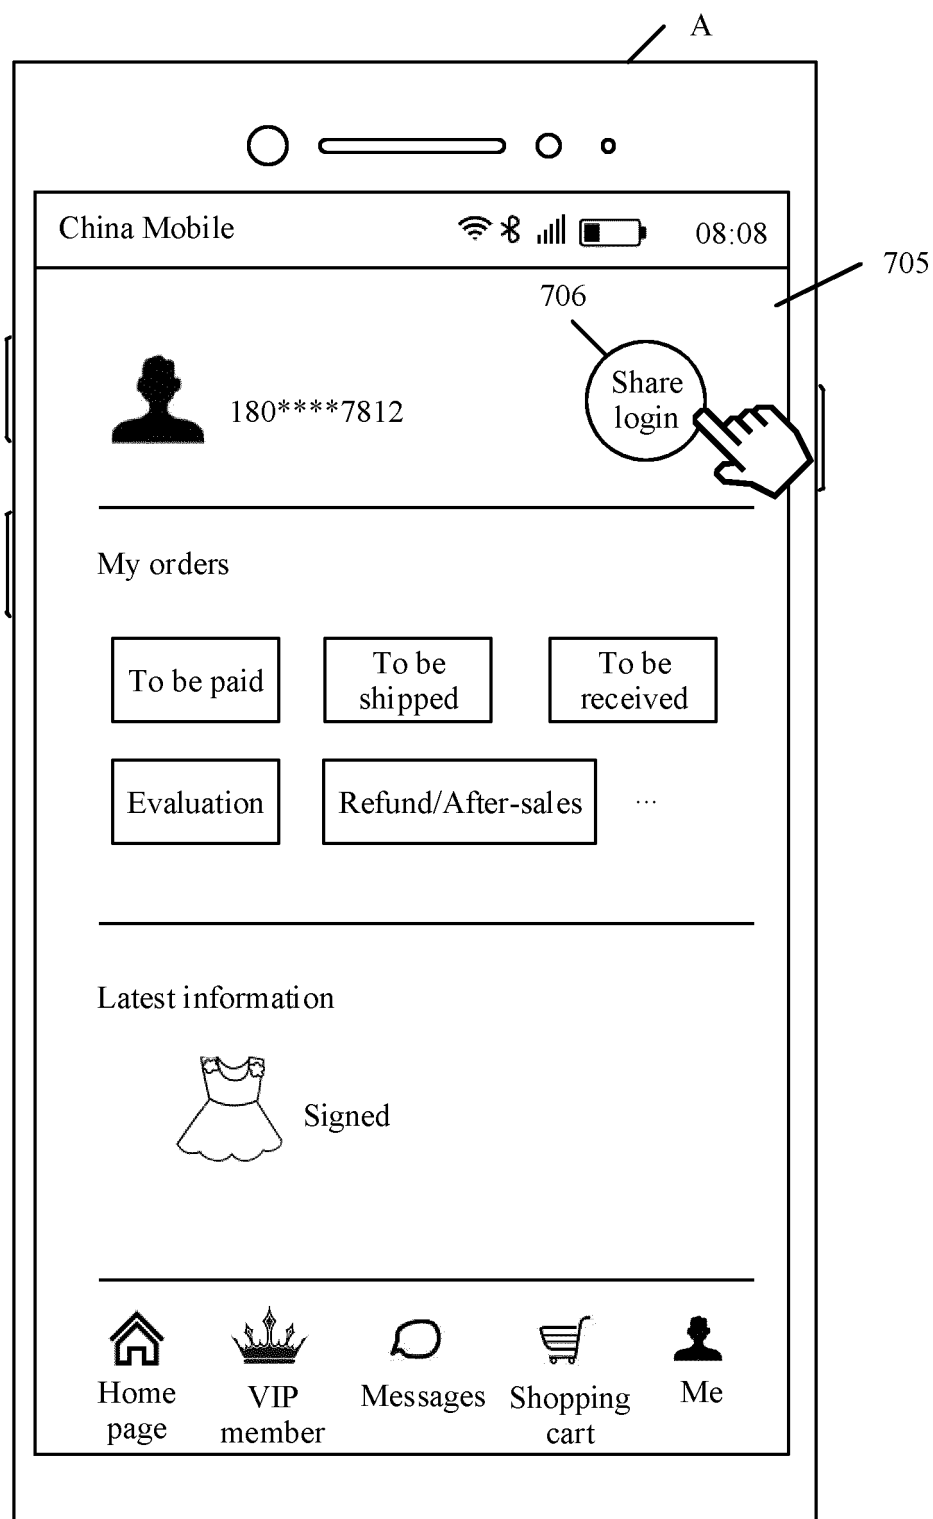 A
China Mobile
08:08
705
706
180****7812
Share
login
My orders
To be paid
To be
shipped
To be
received
Evaluation
Refund/After-sales
...
Latest information
Signed
Home
page
VIP
member
Messages
Shopping
cart
Me